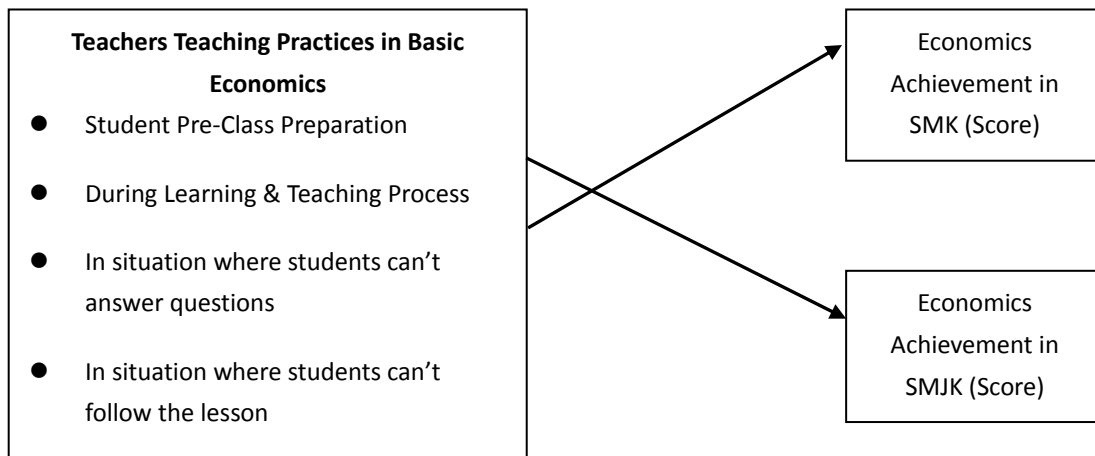 Teachers Teaching Practices in Basic
Economics
● Student Pre-Class Preparation
● During Learning & Teaching Process
● In situation where students can’t
answer questions
● In situation where students can’t
follow the lesson
Economics
Achievement in
SMK (Score)
Economics
Achievement in
SMJK (Score)